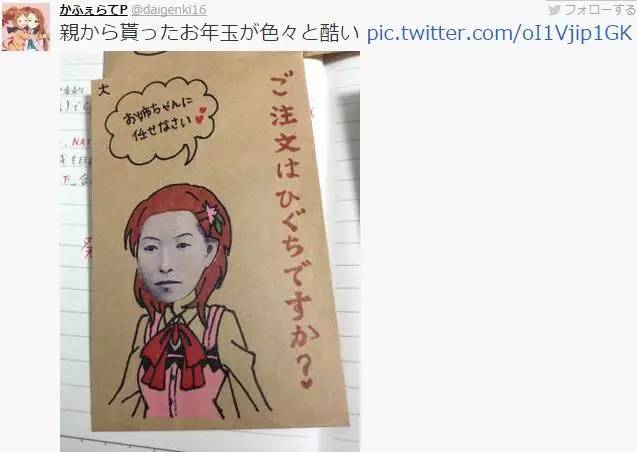 かふぇらてP @daigenki16
フォローする
親から貰ったお年玉が色々と酷い pic.twitter.com/oI1Vjip1GK
大
お姉ちゃんに
任せなさい
ご注文はひぐちですか?